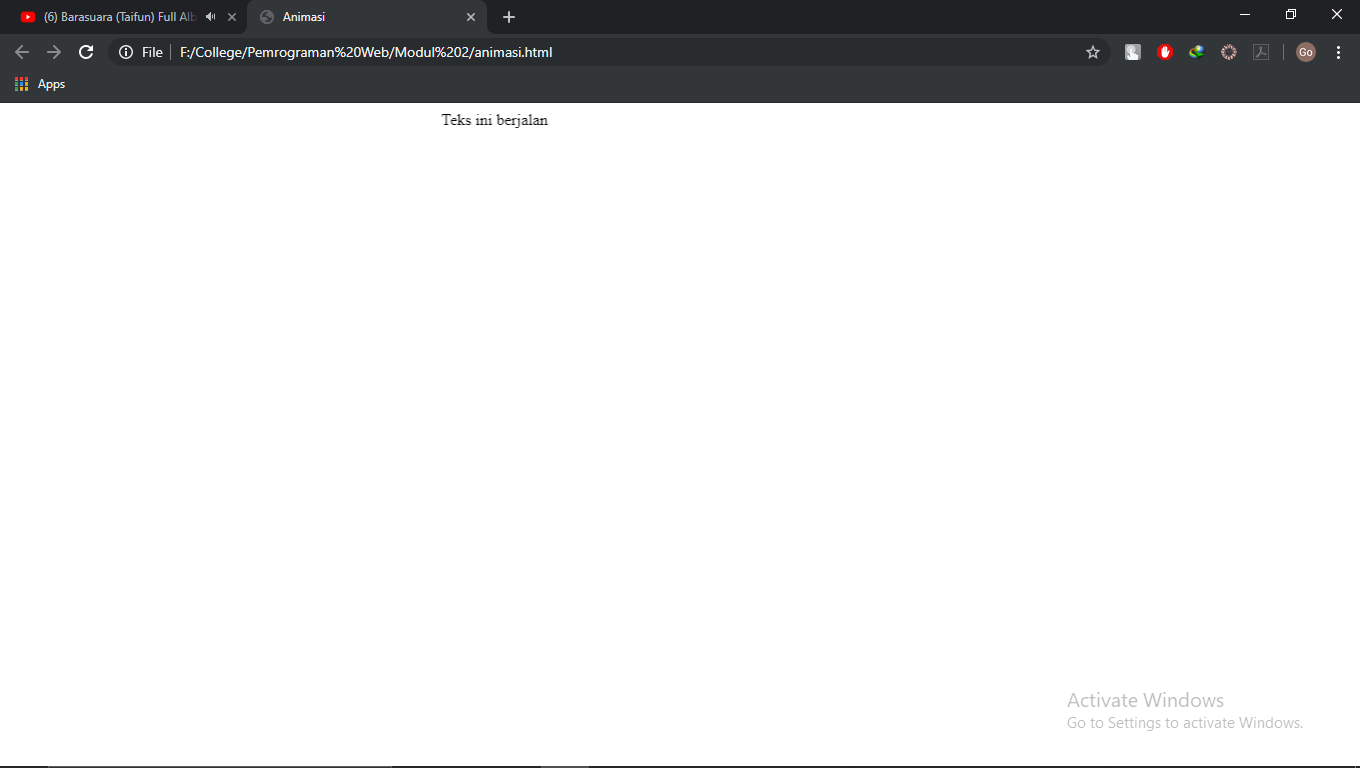 (6) Barasuara (Taifun) Full Alb
Animasi
File
F:/College/Pemrograman%20Web/Modul%202/animasi.html
Go
Apps
Teks ini berjalan
Activate Windows
Go to Settings to activate Windows.